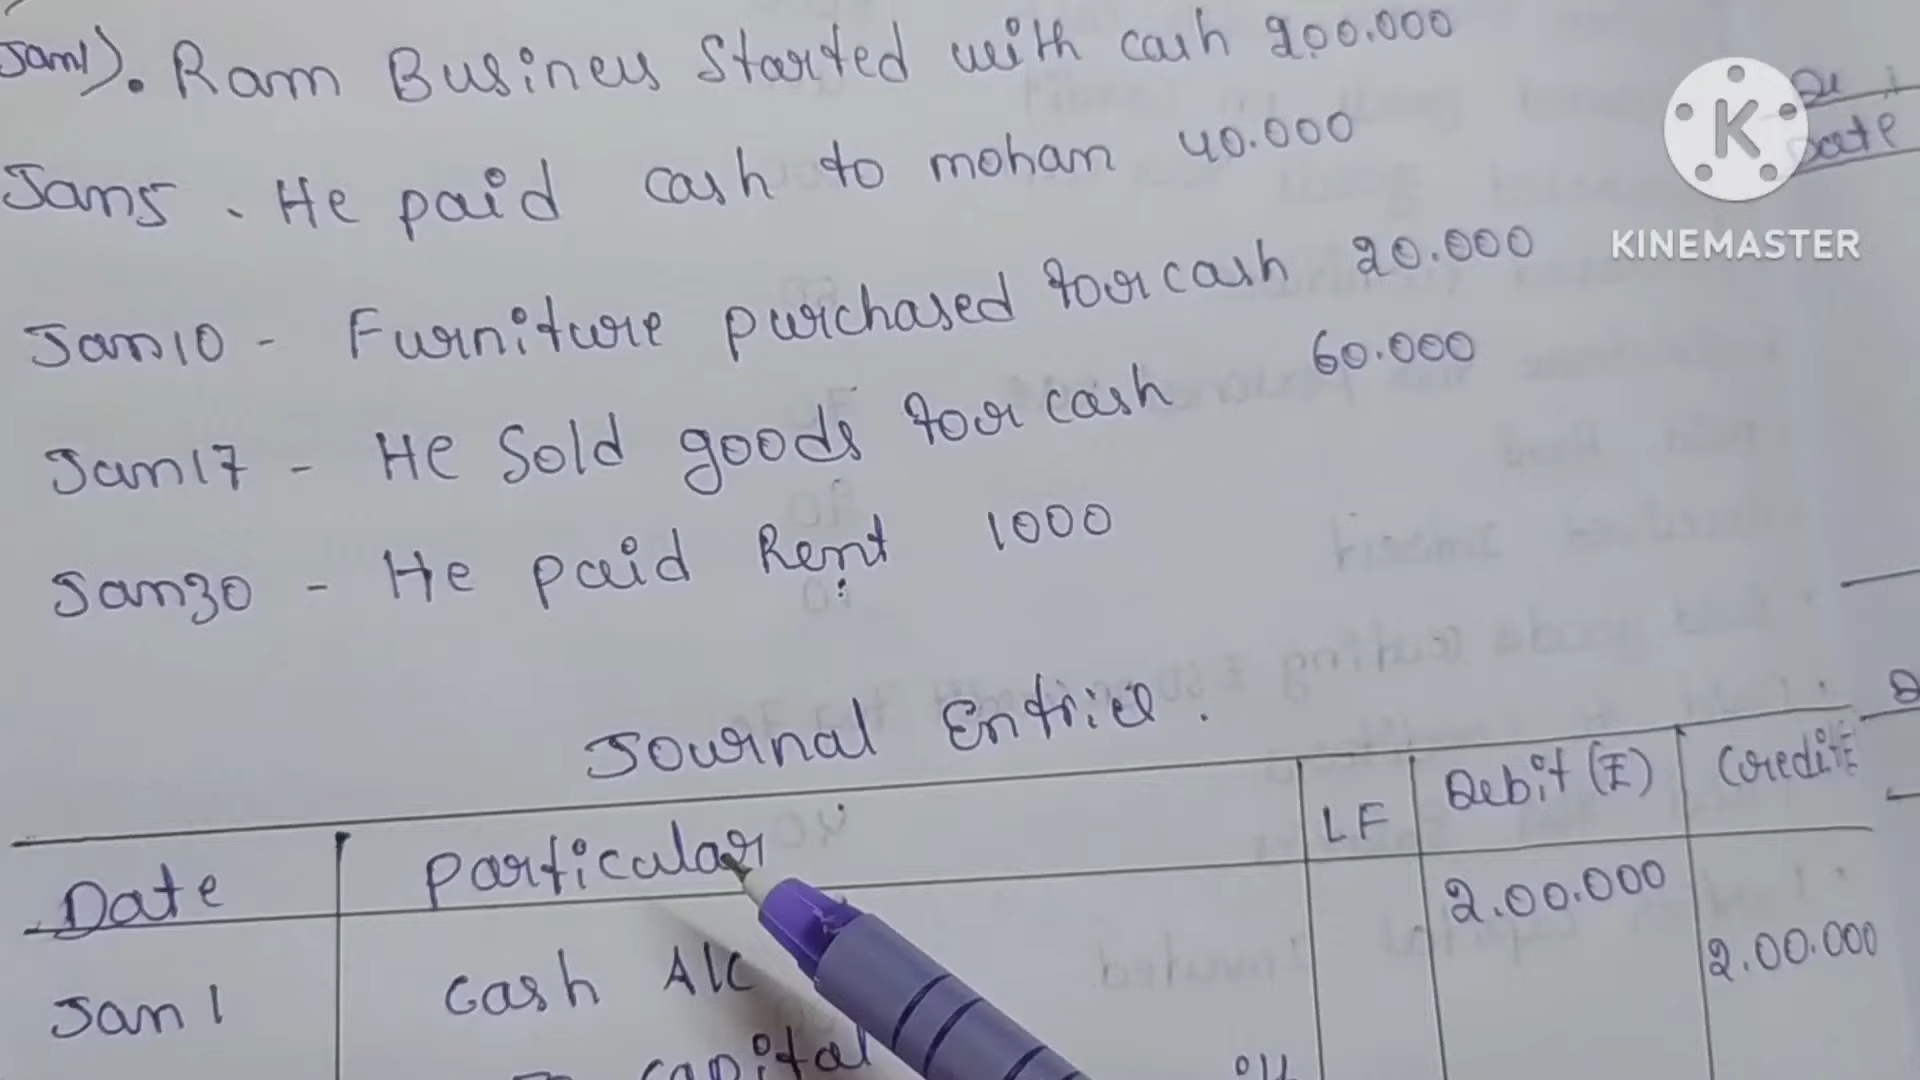 Jan1). Ram Business Started with cash 200.000
Jan5 - He paid cash to mohan 40.000
Jan10 - Furniture purchased for cash 20.000
Jan17 - He Sold goods for cash 60.000
Jan30 - He paid Rent 1000
Journal Entries.
Date Particular LF Debit (₹) Credit
2.00.000
Jan 1 Cash A/C 2.00.000
To capital
K
KINEMASTER
Date